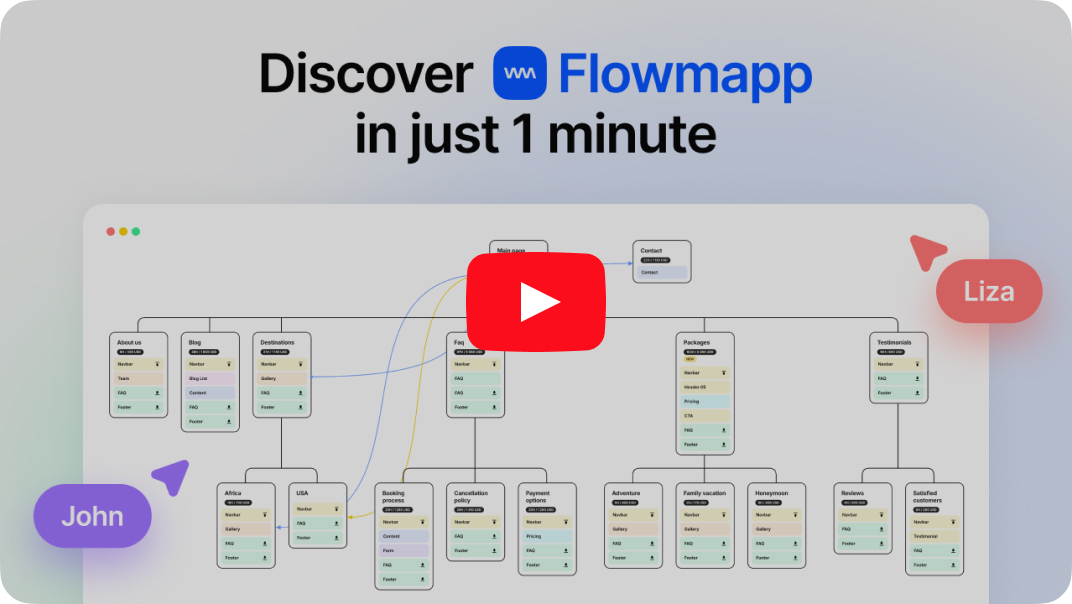 Discover Flowmapp
in just 1 minute
Main page
Contact
Contact
Liza
About us
Navbar
Team
FAQ
Footer
Blog
Navbar
Blog List
Content
FAQ
Footer
Destinations
Navbar
Gallery
FAQ
Footer
Faq
Navbar
FAQ
FAQ
Footer
Packages
NEW
Navbar
Header 05
Pricing
CTA
FAQ
Footer
Testimonials
Navbar
FAQ
Footer
John
Africa
Navbar
Gallery
FAQ
Footer
USA
Navbar
FAQ
Footer
Booking
process
Navbar
Content
Form
FAQ
Footer
Cancellation
policy
Navbar
FAQ
Footer
Payment
options
Navbar
Pricing
FAQ
Footer
Adventure
Navbar
Gallery
FAQ
Footer
Family vacation
Navbar
Gallery
FAQ
Footer
Honeymoon
Navbar
Gallery
FAQ
Footer
Reviews
Navbar
FAQ
Footer
Satisfied
customers
Navbar
Testimonial
FAQ
Footer